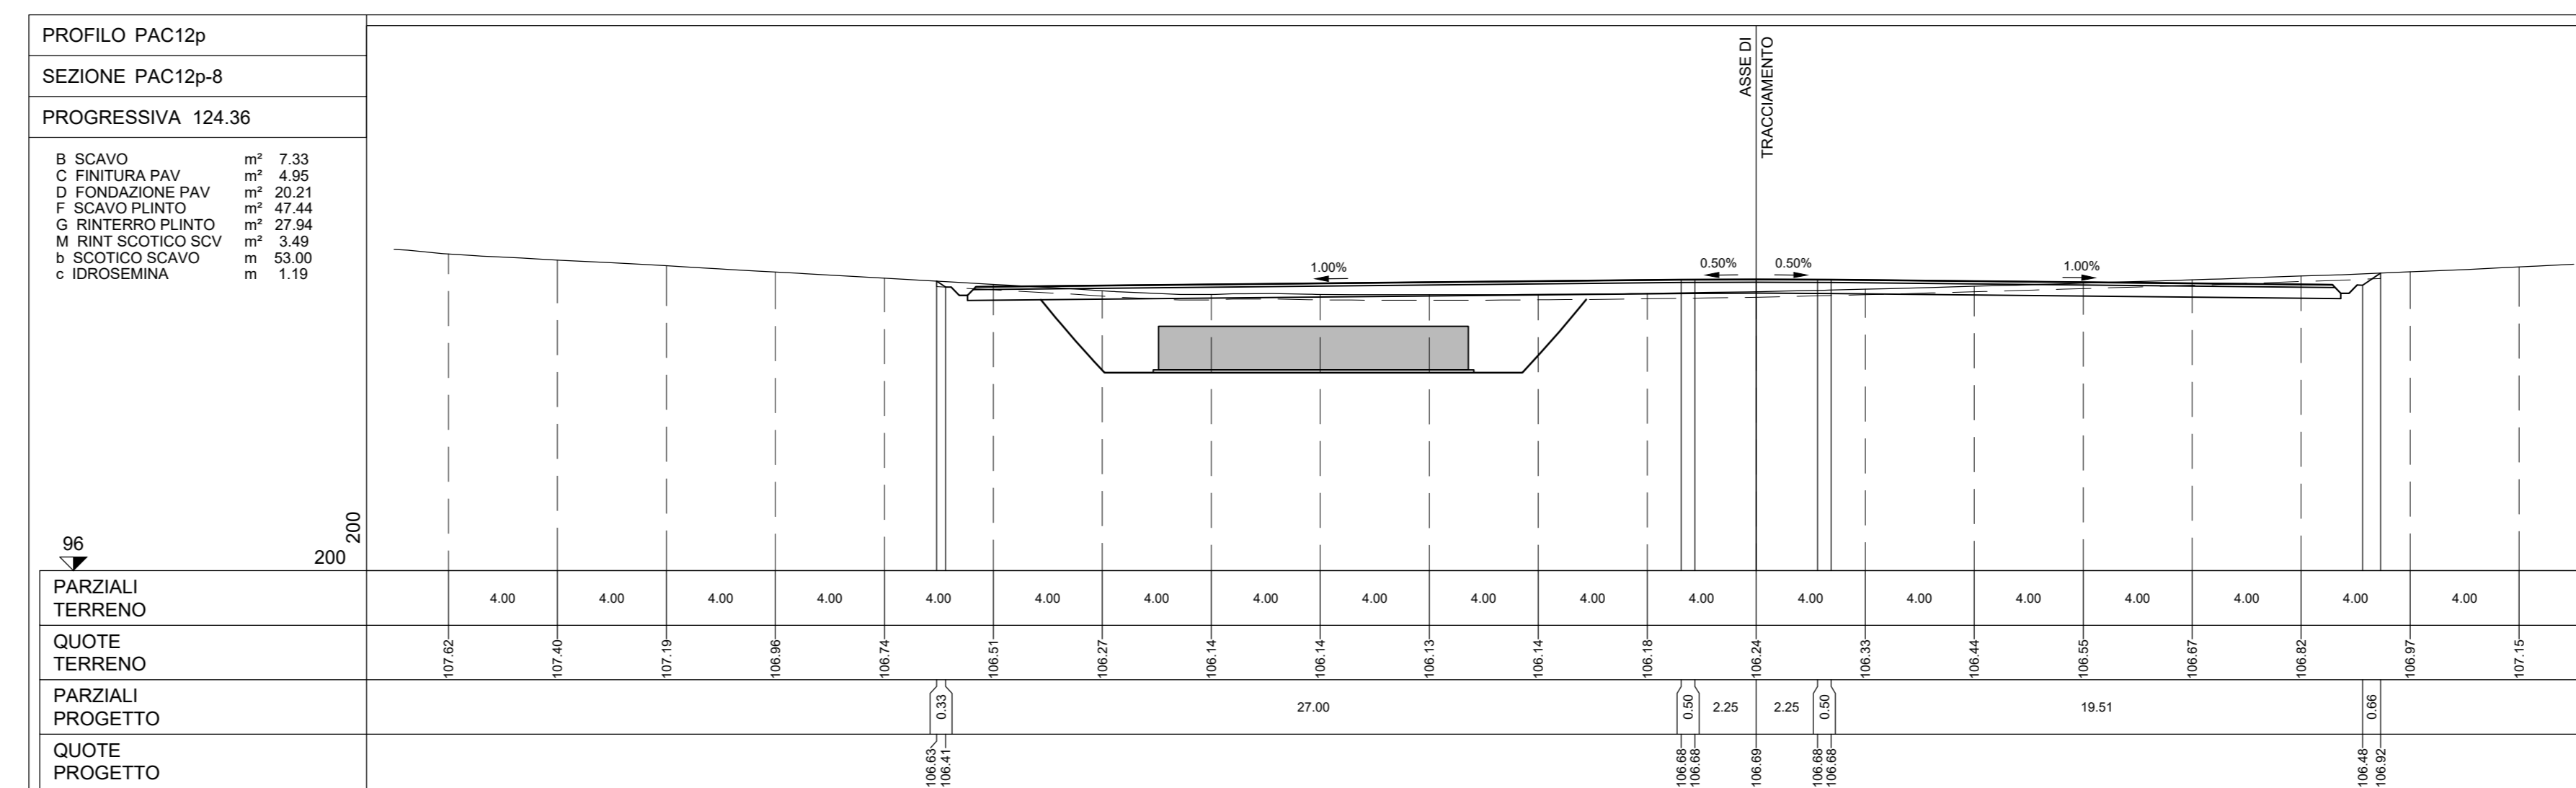 PROFILO PAC12p
SEZIONE PAC12p-8
PROGRESSIVA 124.36
B SCAVO m² 7.33
C FINITURA PAV m² 4.95
D FONDAZIONE PAV m² 20.21
F SCAVO PLINTO m² 47.44
G RINTERRO PLINTO m² 27.94
M RINT SCOTICO SCV m² 3.49
b SCOTICO SCAVO m 53.00
c IDROSEMINA m 1.19
ASSE DI
TRACCIAMENTO
1.00% 0.50% 0.50% 1.00%
96
200
200
PARZIALI
TERRENO
4.00 4.00 4.00 4.00 4.00 4.00 4.00 4.00 4.00 4.00 4.00 4.00 4.00 4.00 4.00 4.00 4.00 4.00 4.00
QUOTE
TERRENO
107.62 107.40 107.19 106.96 106.74 106.51 106.27 106.14 106.14 106.13 106.14 106.18 106.24 106.33 106.44 106.55 106.67 106.82 106.97 107.15
PARZIALI
PROGETTO
0.33 27.00 0.50 2.25 2.25 0.50 19.51 0.66
QUOTE
PROGETTO
106.63 106.41 106.68 106.68 106.69 106.68 106.68 106.48 106.92